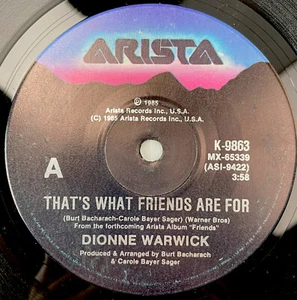 ARISTA
℗ 1985
Arista Records Inc., U.S.A.
(C) 1985 Arista Records Inc., U.S.A.
K-9863
MX-65339
(ASI-9422)
3:58
A
THAT'S WHAT FRIENDS ARE FOR
(Burt Bacharach-Carole Bayer Sager) (Warner Bros)
From the forthcoming Arista Album "Friends"
DIONNE WARWICK
Produced & Arranged by Burt Bacharach
& Carole Bayer Sager